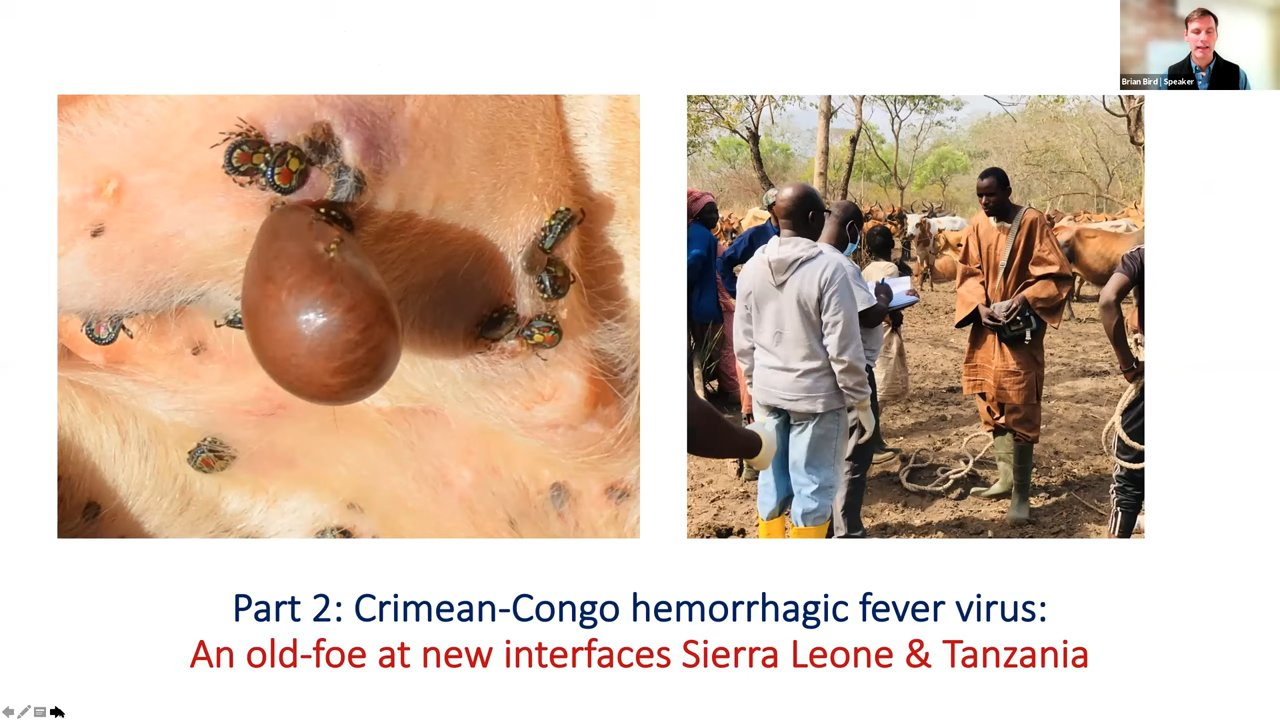 Brian Bird | Speaker
Part 2: Crimean-Congo hemorrhagic fever virus:
An old-foe at new interfaces Sierra Leone & Tanzania